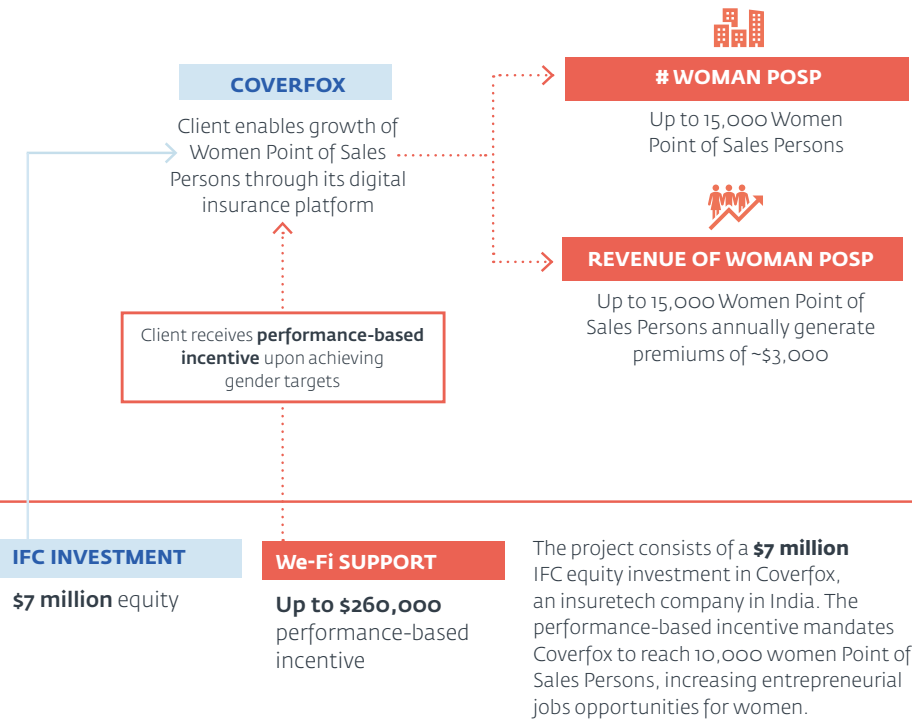 COVERFOX
Client enables growth of
Women Point of Sales
Persons through its digital
insurance platform
# WOMAN POSP
Up to 15,000 Women
Point of Sales Persons
REVENUE OF WOMAN POSP
Up to 15,000 Women Point of
Sales Persons annually generate
premiums of ~$3,000
Client receives performance-based
incentive upon achieving
gender targets
IFC INVESTMENT
$7 million equity
We-Fi SUPPORT
Up to $260,000
performance-based
incentive
The project consists of a $7 million
IFC equity investment in Coverfox,
an insuretech company in India. The
performance-based incentive mandates
Coverfox to reach 10,000 women Point of
Sales Persons, increasing entrepreneurial
jobs opportunities for women.